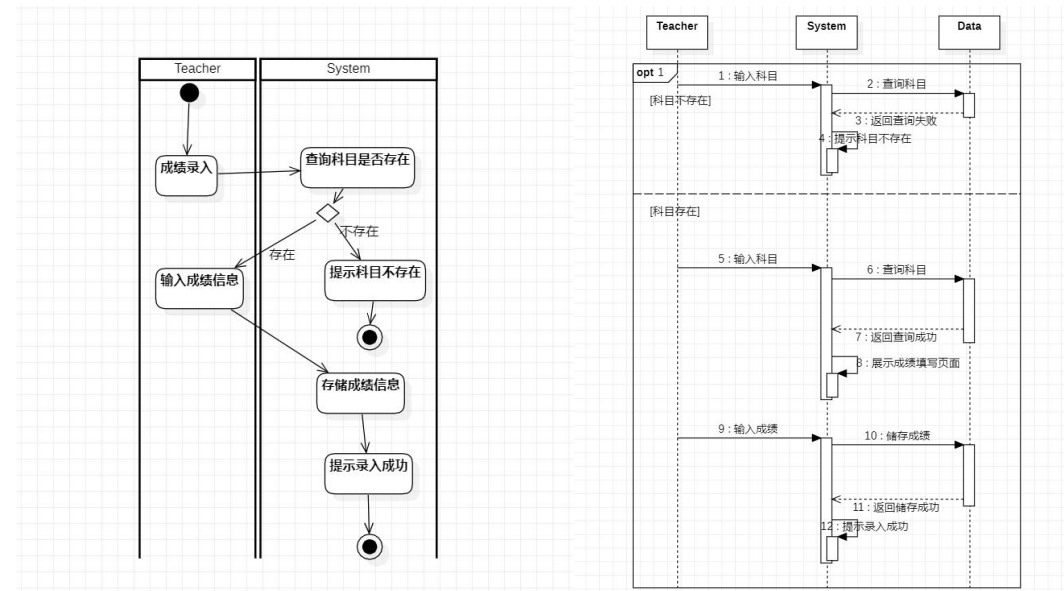 Teacher
System
成绩录入
查询科目是否存在
存在
不存在
输入成绩信息
提示科目不存在
存储成绩信息
提示录入成功
Teacher
System
Data
opt 1
1 : 输入科目
2 : 查询科目
[科目不存在]
3 : 返回查询失败
4 : 提示科目不存在
[科目存在]
5 : 输入科目
6 : 查询科目
7 : 返回查询成功
8 : 展示成绩填写页面
9 : 输入成绩
10 : 储存成绩
11 : 返回储存成功
12 : 提示录入成功